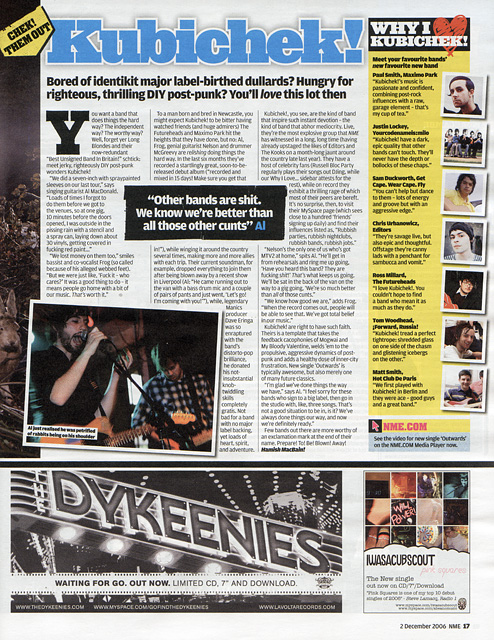 CHEK!
THEM OUT
Kubichek!
Bored of identikit major label-birthed dullards? Hungry for
righteous, thrilling DIY post-punk? You'll love this lot then
You want a band that
does things the hard
way? The independent
way? The worthy way?
Well, forget yer Long
Blondes and their
now-redundant
"Best Unsigned Band in Britain" schtick:
meet jerky, righteously DIY post-punk
wonders Kubichek!
"We did a seven-inch with spraypainted
sleeves on our last tour," says
singing guitarist Al MacDonald.
"Loads of times I forgot to
do them before we got to
the venues, so at one gig,
10 minutes before the doors
opened, I was outside in the
pissing rain with a stencil and
a spray can, laying down about
30 vinyls, getting covered in
fucking red paint..."
"We lost money on them too," smiles
bassist and co-vocalist Frog (so called
because of his alleged webbed feet).
"But we were just like, 'Fuck it - who
cares?' It was a good thing to do - it
means people go home with a bit of
our music. That's worth it."
To a man born and bred in Newcastle, you
might expect Kubichek! to be bitter having
watched friends (and huge admirers) The
Futureheads and Maxïmo Park hit the
heights that they have done, but no: Al,
Frog, genial guitarist Nelson and drummer
McGreevy are relishing doing things the
hard way. In the last six months they've
recorded a startlingly great, soon-to-be-
released debut album ("recorded and
mixed in 15 days! Make sure you get that
"Other bands are shit.
We know we're better than
all those other cunts" Al
in!"), while winging it around the country
several times, making more and more allies
with each trip. Their current soundman, for
example, dropped everything to join them
after being blown away by a recent show
in Liverpool (Al: "He came running out to
the van with a bass drum mic and a couple
of pairs of pants and just went, 'Let's go!
I'm coming with you!'"), while, legendary
Manics
producer
Dave Eringa
was so
enraptured
with the
band's
distorto-pop
brilliance,
he donated
his not-
insubstantial
knob-
twiddling
skills
completely
gratis. Not
bad for a band
with no major
label backing,
yet loads of
heart, spirit,
and adventure.
Kubichek!, you see, are the kind of band
that inspire such instant devotion - the
kind of band that abhor mediocrity. Live,
they're the most explosive group that NME
has witnessed in a long, long time (having
already upstaged the likes of Editors and
The Kooks on a month-long jaunt around
the country late last year). They have a
host of celebrity fans (Russell Bloc Party
regularly plays their songs out DJing, while
our Why I Love... sidebar attests for the
rest), while on record they
exhibit a thrilling rage of which
most of their peers are bereft.
It's no surprise, then, to visit
their MySpace page (which sees
close to a hundred 'friends'
signing up daily) and find their
influences listed as, "Rubbish
parties, rubbish nightclubs,
rubbish bands, rubbish jobs."
"Nelson's the only one of us who's got
MTV2 at home," spits Al. "He'll get in
from rehearsals and ring me up going,
'Have you heard this band? They are
fucking shit!' That's what keeps us going.
We'll be sat in the back of the van on the
way to a gig going, 'We're so much better
than all of those cunts.'"
"We know how good we are," adds Frog.
"When the record comes out, people will
be able to see that. We've got total belief
in our music."
Kubichek! are right to have such faith.
Theirs is a template that takes the
feedback cacophonies of Mogwai and
My Bloody Valentine, welds 'em to the
propulsive, aggressive dynamics of post-
punk and adds a healthy dose of inner-city
frustration. New single 'Outwards' is
typically awesome, but also merely one
of many future classics.
"I'm glad we've done things the way
we have," says Al. "I feel sorry for these
bands who sign to a big label, then go in
the studio with, like, three songs. That's
not a good situation to be in, is it? We've
always done things our way, and now
we're definitely ready."
Few bands out there are more worthy of
an exclamation mark at the end of their
name. Prepare! To! Be! Blown! Away!
Hamish MacBain!
Al just realised he was petrified
of rabbits being on his shoulder
WHY I
KUBICHEK!
Meet your favourite bands'
new favourite new band
Paul Smith, Maxïmo Park
"Kubichek!'s music is
passionate and confident,
combining post-rock
influences with a raw,
garage element - that's
my cup of tea."
Justin Lockey,
Yourcodenameis:milo
"Kubichek! have a dark,
epic quality that other
bands can't touch. They'll
never have the depth or
bollocks of these chaps."
Sam Duckworth, Get
Cape. Wear Cape. Fly
"You can't help but dance
to them - lots of energy
and groove but with an
aggressive edge."
Chris Urbanowicz,
Editors
"They're savage live, but
also epic and thoughtful.
Offstage they're canny
lads with a penchant for
sambucca and vomit."
Ross Millard,
The Futureheads
"I love Kubichek!. You
couldn't hope to find
a band who mean it as
much as they do."
Tom Woodhead,
¡Forward, Russia!
"Kubichek! tread a perfect
tightrope: shredded glass
on one side of the chasm
and glistening icebergs
on the other."
Matt Smith,
Hot Club De Paris
"We first played with
Kubichek! in Berlin and
they were ace - good guys
and a great band."
NME.COM
See the video for new single 'Outwards'
on the NME.COM Media Player now.
DYKEENIES
WAITING FOR GO. OUT NOW. LIMITED CD, 7" AND DOWNLOAD.
WWW.THEDYKEENIES.COM
WWW.MYSPACE.COM/GOFINDTHEDYKEENIES
WWW.LAVOLTARECORDS.COM
WILL
POWER!
IWASACUBSCOUT
pink squares
The New single
out now on CD/7"/Download
"Pink Squares is one of my top 10 debut
singles of 2006" - Steve Lamacq, Radio 1
2 December 2006 NME 17